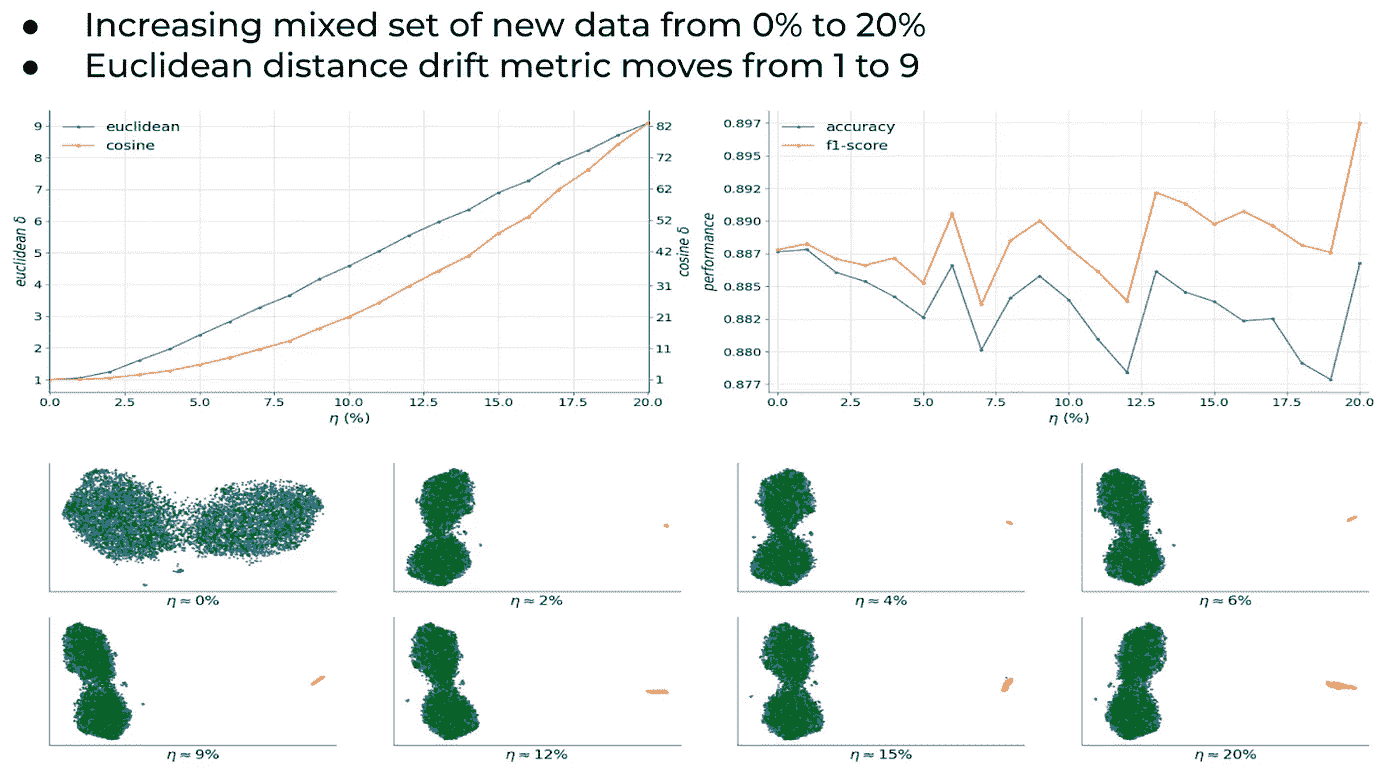 ● Increasing mixed set of new data from 0% to 20%
● Euclidean distance drift metric moves from 1 to 9
euclidean
cosine
9
8
7
6
5
4
3
2
1
euclidean δ
82
72
62
52
42
31
21
11
1
cosine δ
0.0 2.5 5.0 7.5 10.0 12.5 15.0 17.5 20.0
η (%)
accuracy
f1-score
0.897
0.895
0.892
0.890
0.887
0.885
0.882
0.880
0.877
performance
0.0 2.5 5.0 7.5 10.0 12.5 15.0 17.5 20.0
η (%)
η ≈ 0%
η ≈ 2%
η ≈ 4%
η ≈ 6%
η ≈ 9%
η ≈ 12%
η ≈ 15%
η ≈ 20%